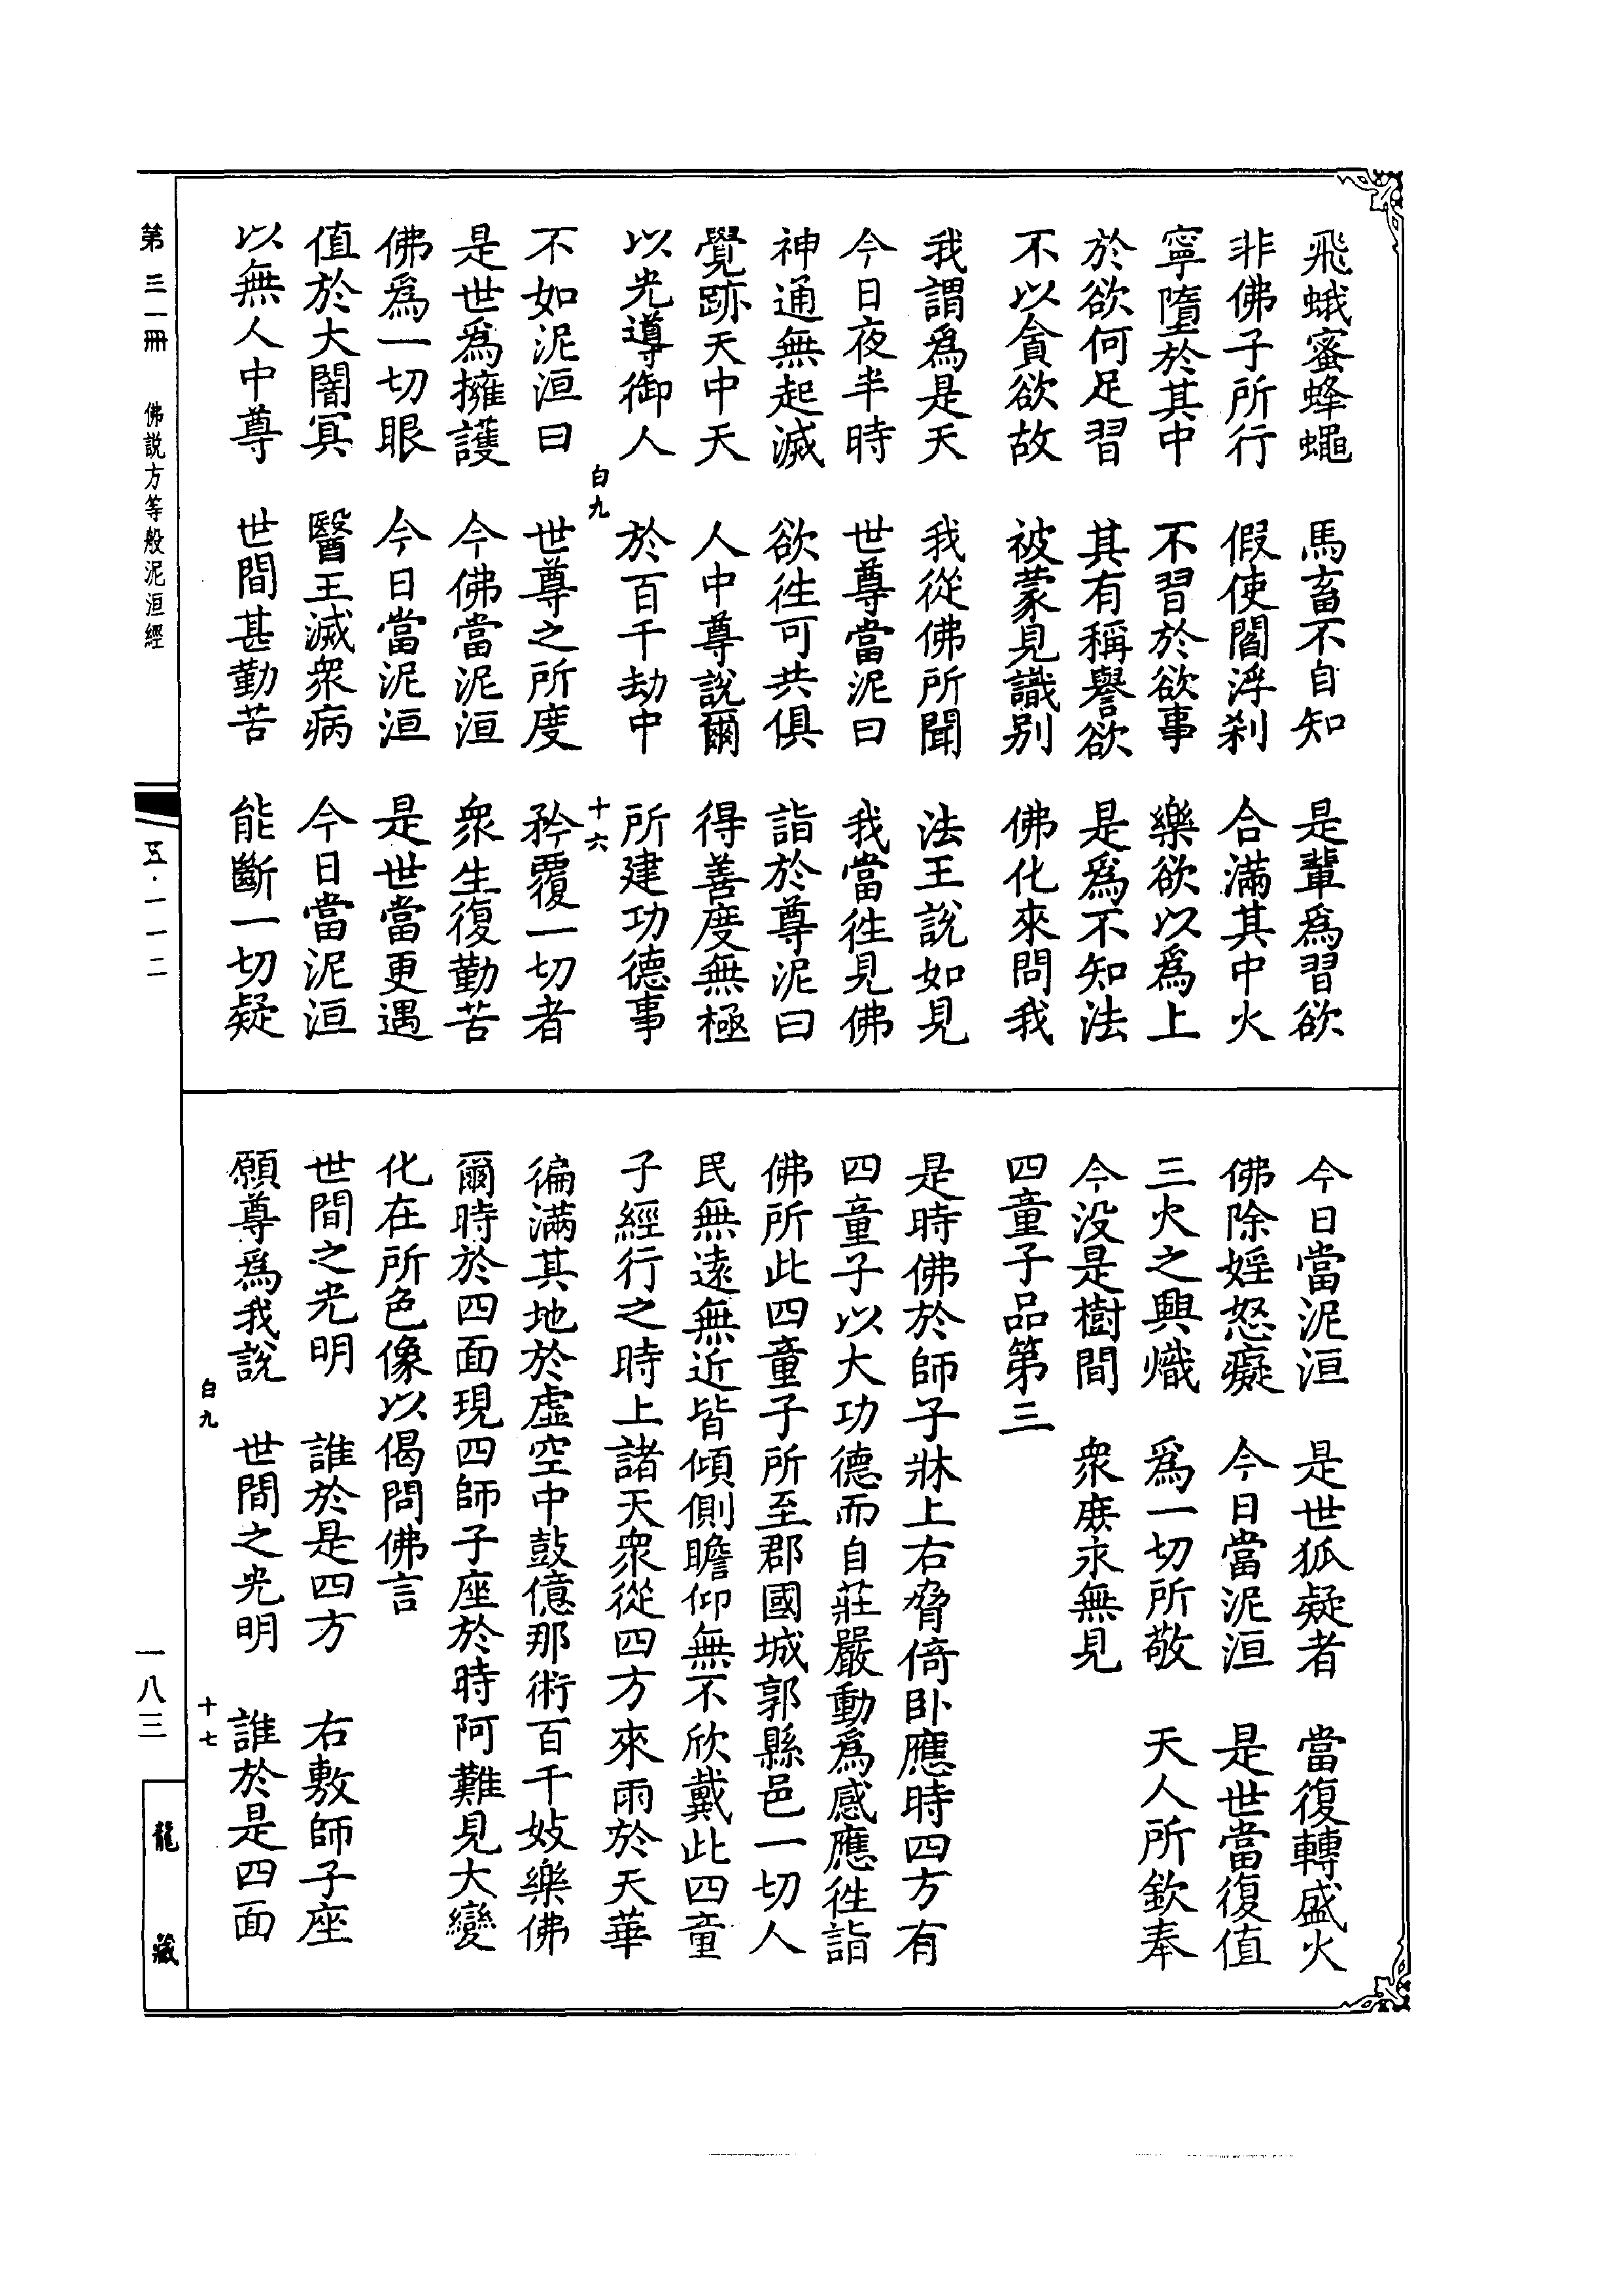 飛蛾蜜蜂蠅　馬畜不自知　是輩爲習欲
非佛子所行　假使閻浮刹　合滿其中火
寧墮於其中　不習於欲事　樂欲以爲上
於欲何足習　其有稱譽欲　是爲不知法
不以貪欲故　被蒙見識別　佛化來問我
我謂爲是天　我從佛所聞　法王說如見
今日夜半時　世尊當泥曰　我當徃見佛
神通無起滅　欲徃可共俱　詣於尊泥曰
覺跡天中天　人中尊說爾　得善度無極
以光導御人　於百千劫中　所建功德事
白九　十六
不如泥洹曰　世尊之所度　矜覆一切者
是世爲擁護　今佛當泥洹　衆生復勤苦
佛爲一切眼　今日當泥洹　是世當更遇
值於大闇冥　醫王滅衆病　今日當泥洹
以無人中尊　世間甚勤苦　能斷一切疑
今日當泥洹　是世狐疑者　當復轉盛火
佛除婬怒癡　今日當泥洹　是世當復值
三火之興熾　爲一切所敬　天人所欽奉
今没是樹間　衆庶永無見
四童子品第三
是時佛於師子牀上右脅倚卧應時四方有
四童子以大功德而自莊嚴動爲感應徃詣
佛所此四童子所至郡國城郭縣邑一切人
民無遠無近皆傾側瞻仰無不欣戴此四童
子經行之時上諸天衆從四方來雨於天華
徧滿其地於虛空中鼓億那術百千妓樂佛
爾時於四面現四師子座於時阿難見大變
化在所色像以偈問佛言
世間之光明　誰於是四方　右敷師子座
願尊爲我說　世間之光明　誰於是四面
白九　十七
第三一冊　佛說方等般泥洹經
五·一一二
一八三
龍藏